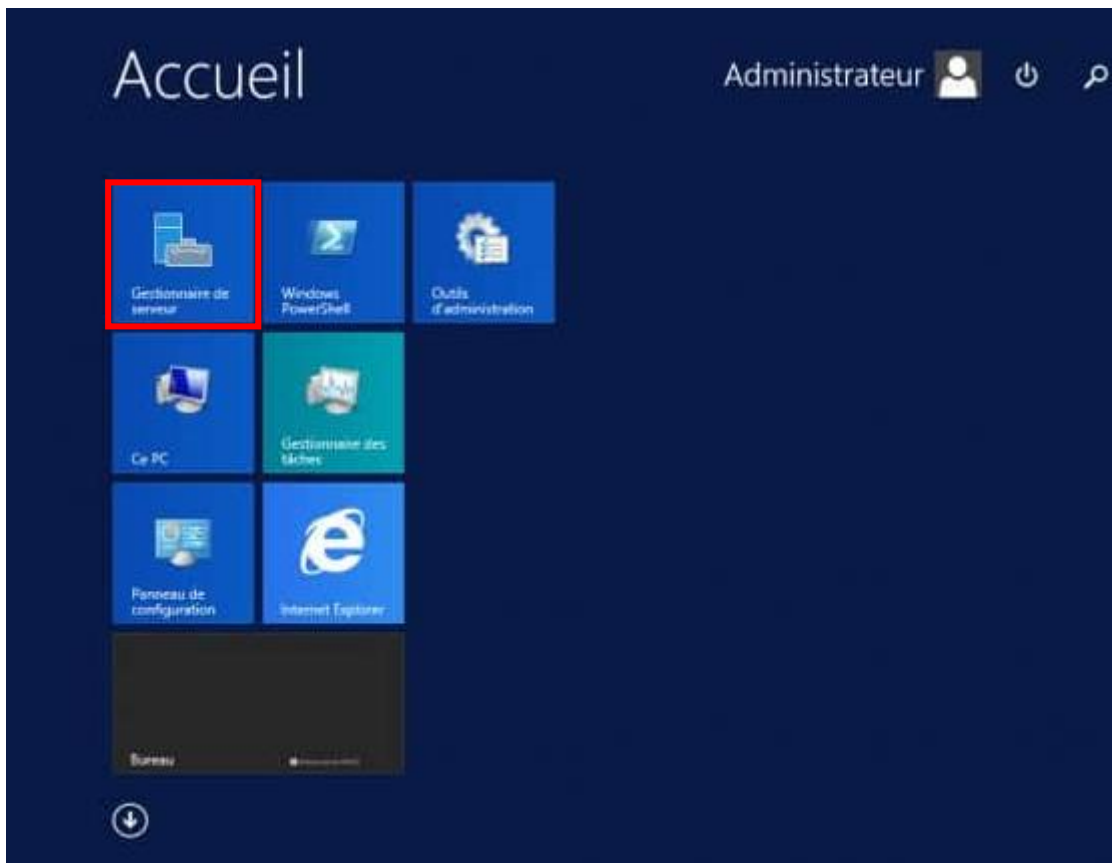 Accueil
Administrateur
Gestionnaire de
serveur
Windows
PowerShell
Outils
d'administration
Ce PC
Gestionnaire des
tâches
Panneau de
configuration
Internet Explorer
Bureau